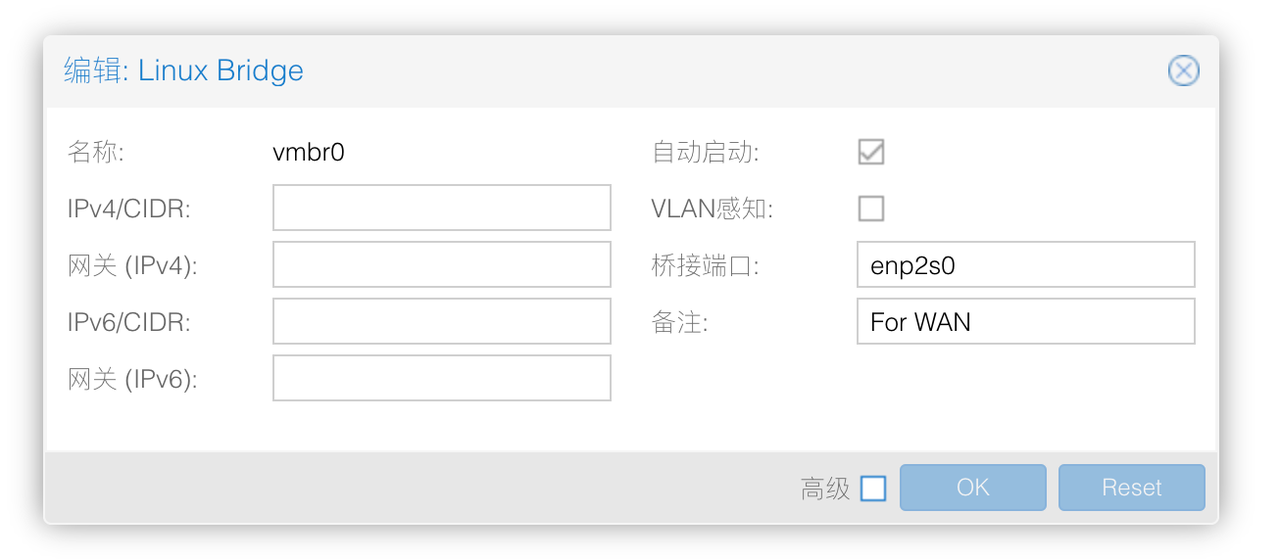 编辑: Linux Bridge
名称: vmbr0
自动启动:
IPv4/CIDR:
VLAN感知:
网关 (IPv4):
桥接端口: enp2s0
IPv6/CIDR:
备注: For WAN
网关 (IPv6):
高级 OK Reset